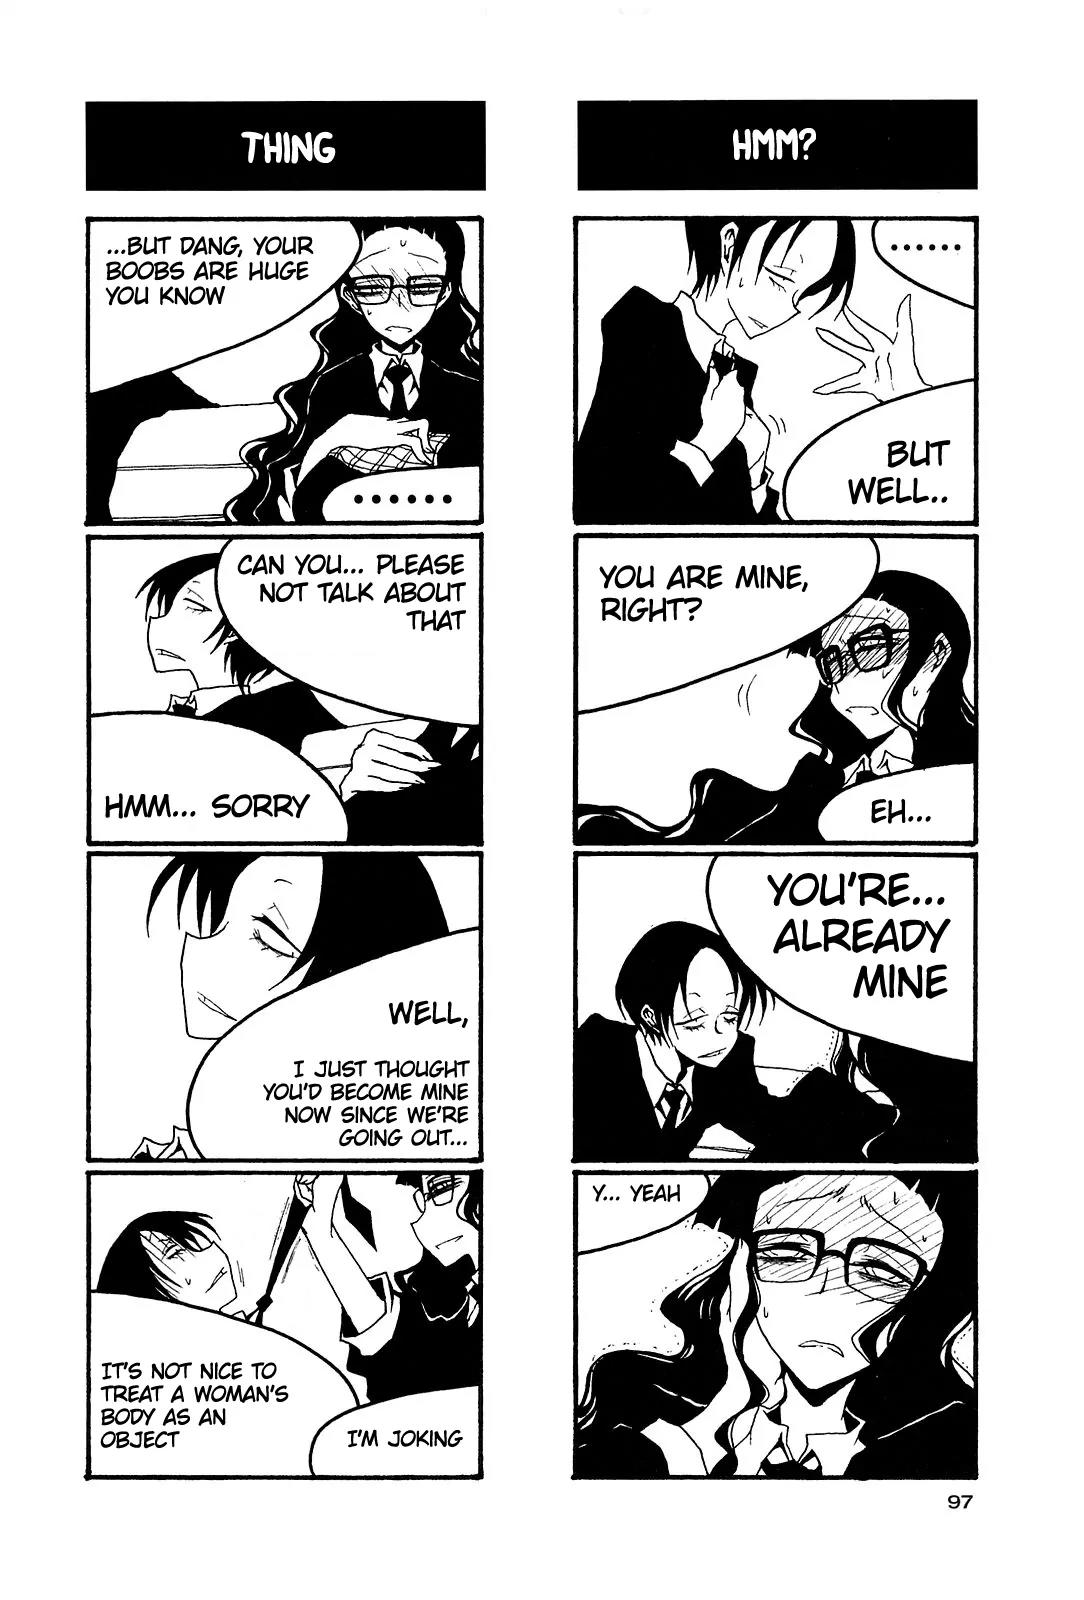 HMM?
......
BUT
WELL..
YOU ARE MINE,
RIGHT?
EH...
YOU'RE...
ALREADY
MINE
Y... YEAH
THING
...BUT DANG, YOUR
BOOBS ARE HUGE
YOU KNOW
......
CAN YOU... PLEASE
NOT TALK ABOUT
THAT
HMM... SORRY
WELL,
I JUST THOUGHT
YOU'D BECOME MINE
NOW SINCE WE'RE
GOING OUT...
IT'S NOT NICE TO
TREAT A WOMAN'S
BODY AS AN
OBJECT
I'M JOKING
97